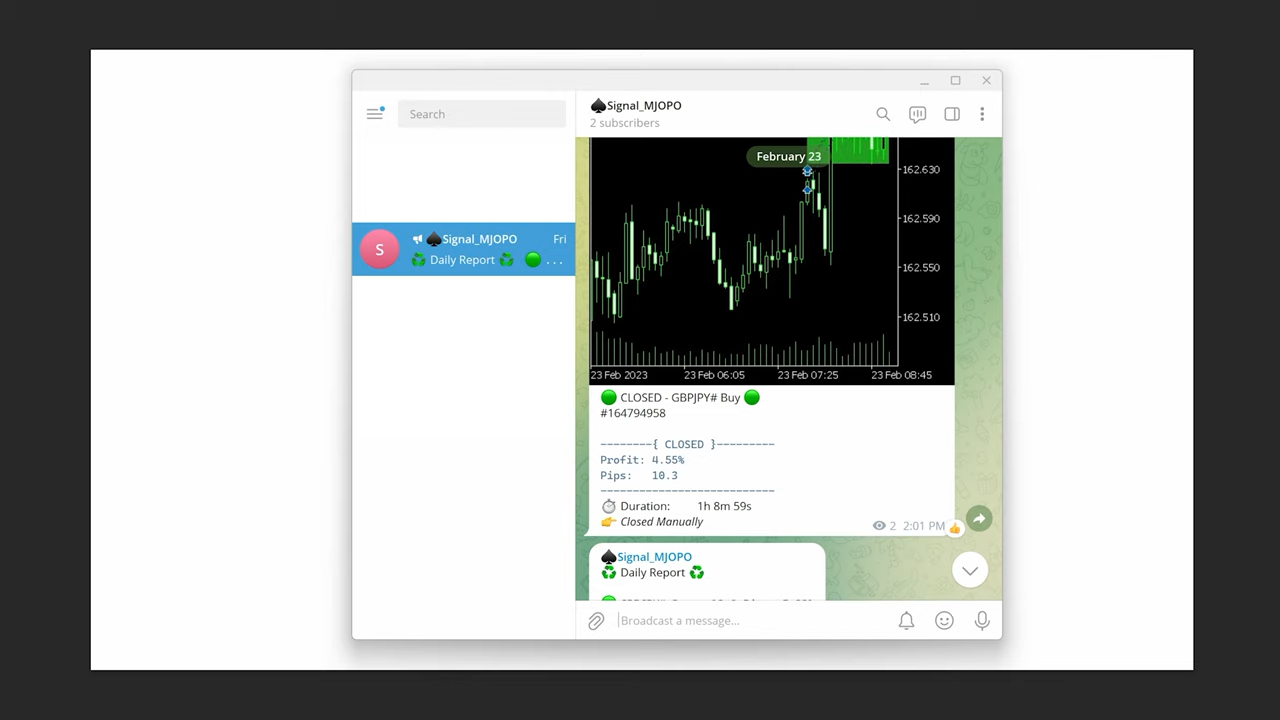 Search
♠Signal_MJOPO
2 subscribers
S
♠Signal_MJOPO
Fri
♻ Daily Report ♻ 🟢 ...
February 23
162.630
162.590
162.550
162.510
23 Feb 2023
23 Feb 06:05
23 Feb 07:25
23 Feb 08:45
🟢 CLOSED - GBPJPY# Buy 🟢
#164794958
--------{ CLOSED }---------
Profit: 4.55%
Pips: 10.3
---------------------------
⏱ Duration: 1h 8m 59s
👉 Closed Manually
2 2:01 PM
♠Signal_MJOPO
♻ Daily Report ♻
Broadcast a message...